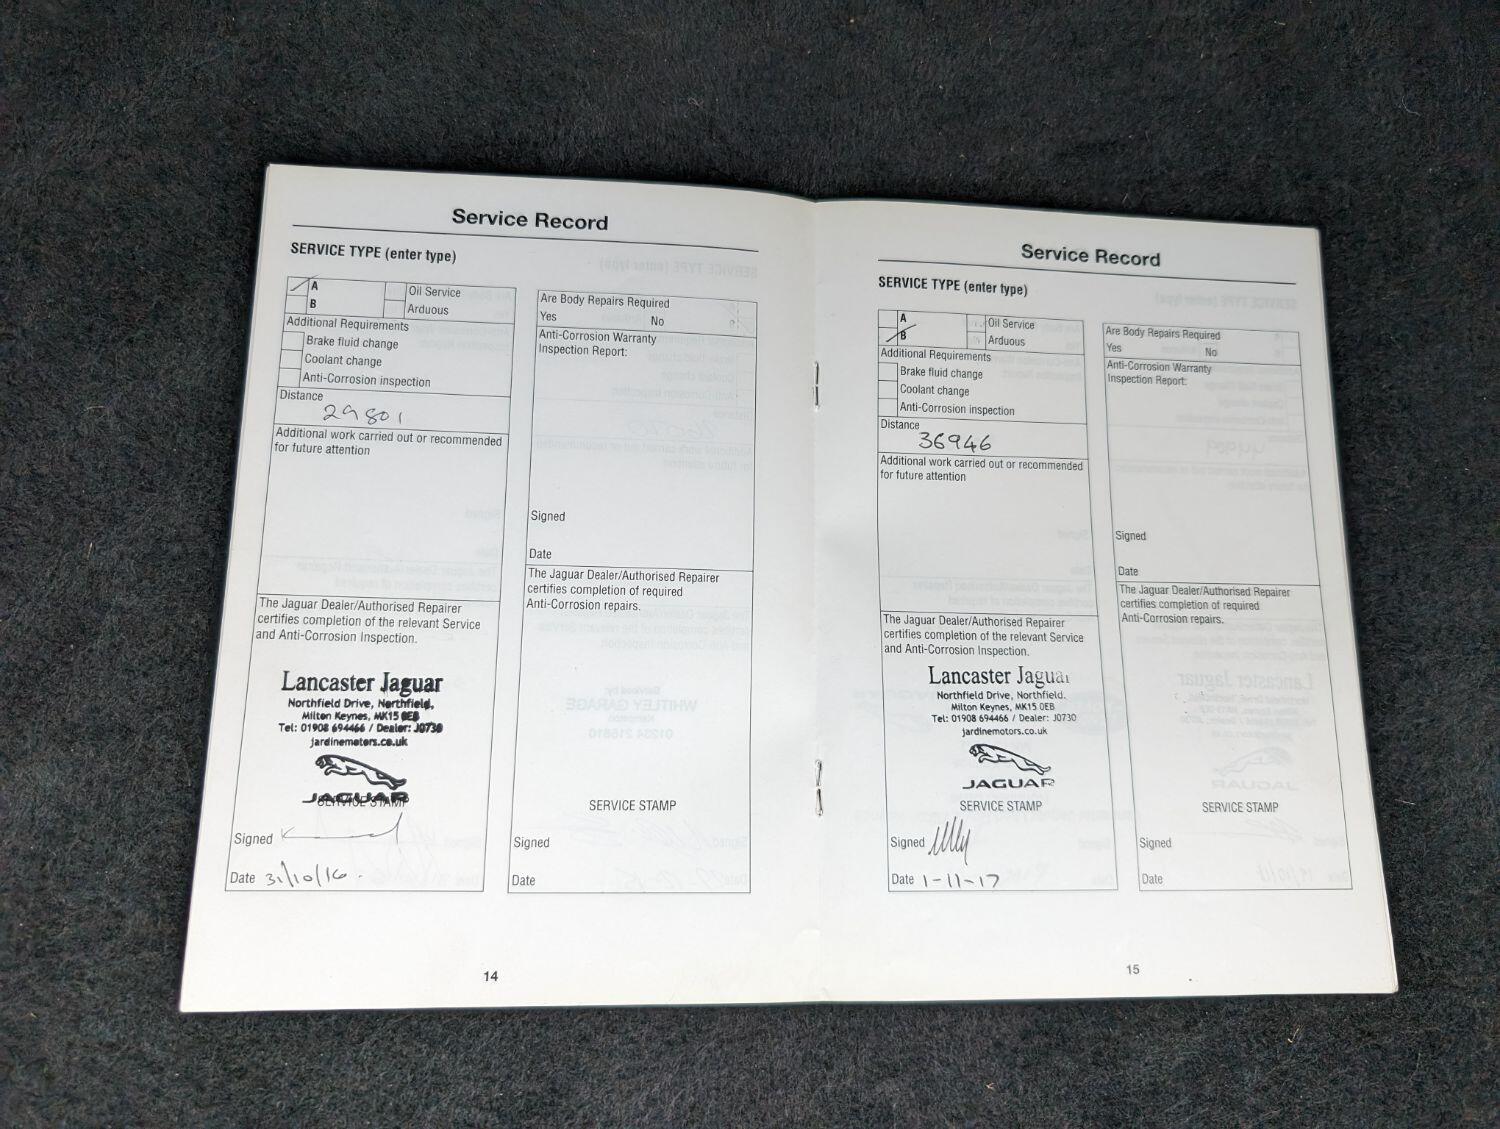 Service Record
SERVICE TYPE (enter type)
A
B
Oil Service
Arduous
Additional Requirements
Brake fluid change
Coolant change
Anti-Corrosion inspection
Distance
29801
Additional work carried out or recommended
for future attention
The Jaguar Dealer/Authorised Repairer
certifies completion of the relevant Service
and Anti-Corrosion Inspection.
Lancaster Jaguar
Northfield Drive, Northfield,
Milton Keynes, MK15 0EB
Tel: 01908 694466 / Dealer: J0730
jardinemotors.co.uk
JAGUAR
SERVICE STAMP
Signed
Date 31/10/16.
Are Body Repairs Required
Yes No
Anti-Corrosion Warranty
Inspection Report:
Signed
Date
The Jaguar Dealer/Authorised Repairer
certifies completion of required
Anti-Corrosion repairs.
SERVICE STAMP
Signed
Date
14
Service Record
SERVICE TYPE (enter type)
A
B
Oil Service
Arduous
Additional Requirements
Brake fluid change
Coolant change
Anti-Corrosion inspection
Distance
36946
Additional work carried out or recommended
for future attention
The Jaguar Dealer/Authorised Repairer
certifies completion of the relevant Service
and Anti-Corrosion Inspection.
Lancaster Jaguar
Northfield Drive, Northfield.
Milton Keynes, MK15 0EB
Tel: 01908 694466 / Dealer: J0730
jardinemotors.co.uk
JAGUAR
SERVICE STAMP
Signed
Date 1-11-17
Are Body Repairs Required
Yes No
Anti-Corrosion Warranty
Inspection Report:
Signed
Date
The Jaguar Dealer/Authorised Repairer
certifies completion of required
Anti-Corrosion repairs.
SERVICE STAMP
Signed
Date
15